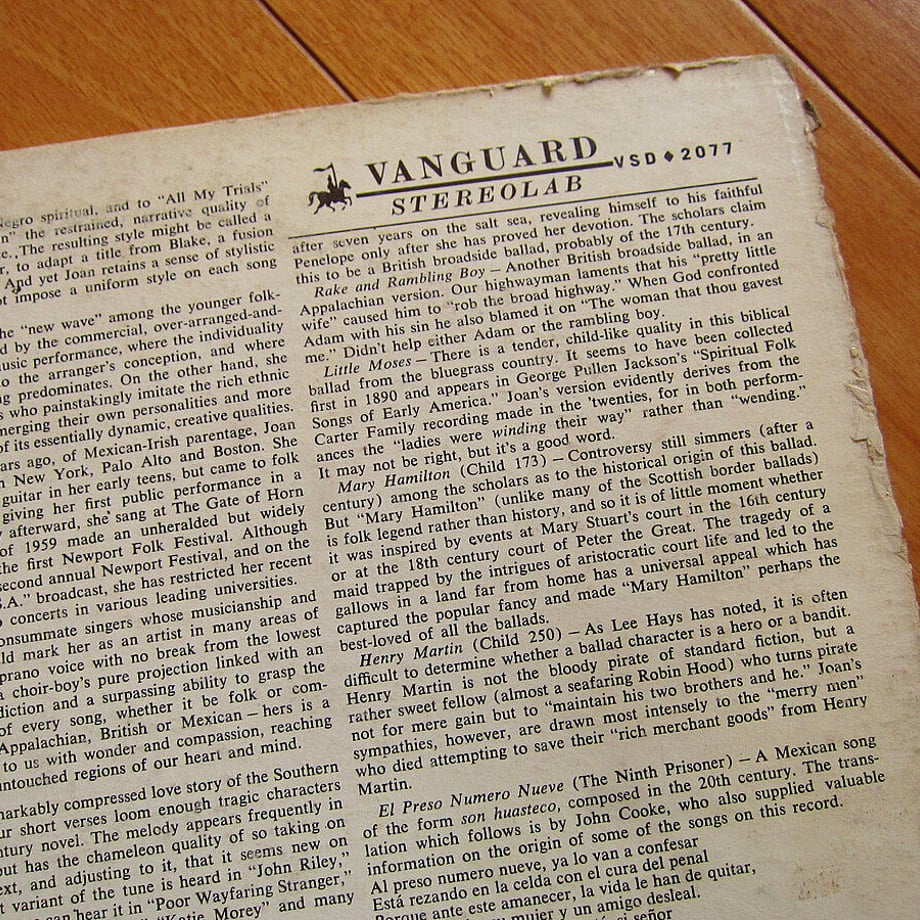 Negro spiritual, and to “All My Trials”
the restrained, narrative quality of
The resulting style might be called a
to adapt a title from Blake, a fusion
And yet Joan retains a sense of stylistic
impose a uniform style on each song
“new wave” among the younger folk-
by the commercial, over-arranged-and-
performance, where the individuality
the arranger’s conception, and where
predominates. On the other hand, she
who painstakingly imitate the rich ethnic
their own personalities and more
of its essentially dynamic, creative qualities.
ago, of Mexican-Irish parentage, Joan
New York, Palo Alto and Boston. She
guitar in her early teens, but came to folk
giving her first public performance in a
afterward, she sang at The Gate of Horn
of 1959 made an unheralded but widely
the first Newport Folk Festival. Although
second annual Newport Festival, and on the
broadcast, she has restricted her recent
concerts in various leading universities.
consummate singers whose musicianship and
mark her as an artist in many areas of
voice with no break from the lowest
choir-boy’s pure projection linked with an
diction and a surpassing ability to grasp the
of every song, whether it be folk or com-
Appalachian, British or Mexican – hers is a
to us with wonder and compassion, reaching
untouched regions of our heart and mind.
compressed love story of the Southern
short verses loom enough tragic characters
novel. The melody appears frequently in
but has the chameleon quality of so taking on
and adjusting to it, that it seems new on
variant of the tune is heard in “John Riley,”
can hear it in “Poor Wayfaring Stranger,”
“Katie Morey” and many
VANGUARD VSD♦2077
STEREOLAB
after seven years on the salt sea, revealing himself to his faithful
Penelope only after she has proved her devotion. The scholars claim
this to be a British broadside ballad, probably of the 17th century.
Rake and Rambling Boy – Another British broadside ballad, in an
Appalachian version. Our highwayman laments that his “pretty little
wife” caused him to “rob the broad highway.” When God confronted
Adam with his sin he also blamed it on “The woman that thou gavest
me.” Didn’t help either Adam or the rambling boy.
Little Moses – There is a tender, child-like quality in this biblical
ballad from the bluegrass country. It seems to have been collected
first in 1890 and appears in George Pullen Jackson’s “Spiritual Folk
Songs of Early America.” Joan’s version evidently derives from the
Carter Family recording made in the ’twenties, for in both perform-
ances the “ladies were winding their way” rather than “wending.”
It may not be right, but it’s a good word.
Mary Hamilton (Child 173) – Controversy still simmers (after a
century) among the scholars as to the historical origin of this ballad.
But “Mary Hamilton” (unlike many of the Scottish border ballads)
is folk legend rather than history, and so it is of little moment whether
it was inspired by events at Mary Stuart’s court in the 16th century
or at the 18th century court of Peter the Great. The tragedy of a
maid trapped by the intrigues of aristocratic court life and led to the
gallows in a land far from home has a universal appeal which has
captured the popular fancy and made “Mary Hamilton” perhaps the
best-loved of all the ballads.
Henry Martin (Child 250) – As Lee Hays has noted, it is often
difficult to determine whether a ballad character is a hero or a bandit.
Henry Martin is not the bloody pirate of standard fiction, but a
rather sweet fellow (almost a seafaring Robin Hood) who turns pirate
not for mere gain but to “maintain his two brothers and he.” Joan’s
sympathies, however, are drawn most intensely to the “merry men”
who died attempting to save their “rich merchant goods” from Henry
Martin.
El Preso Numero Nueve (The Ninth Prisoner) – A Mexican song
of the form son huasteco, composed in the 20th century. The trans-
lation which follows is by John Cooke, who also supplied valuable
information on the origin of some of the songs on this record.
Al preso numero nueve, ya lo van a confesar
Está rezando en la celda con el cura del penal
Porque ante este amanecer, la vida le han de quitar,
mujer y un amigo desleal.
sí señor